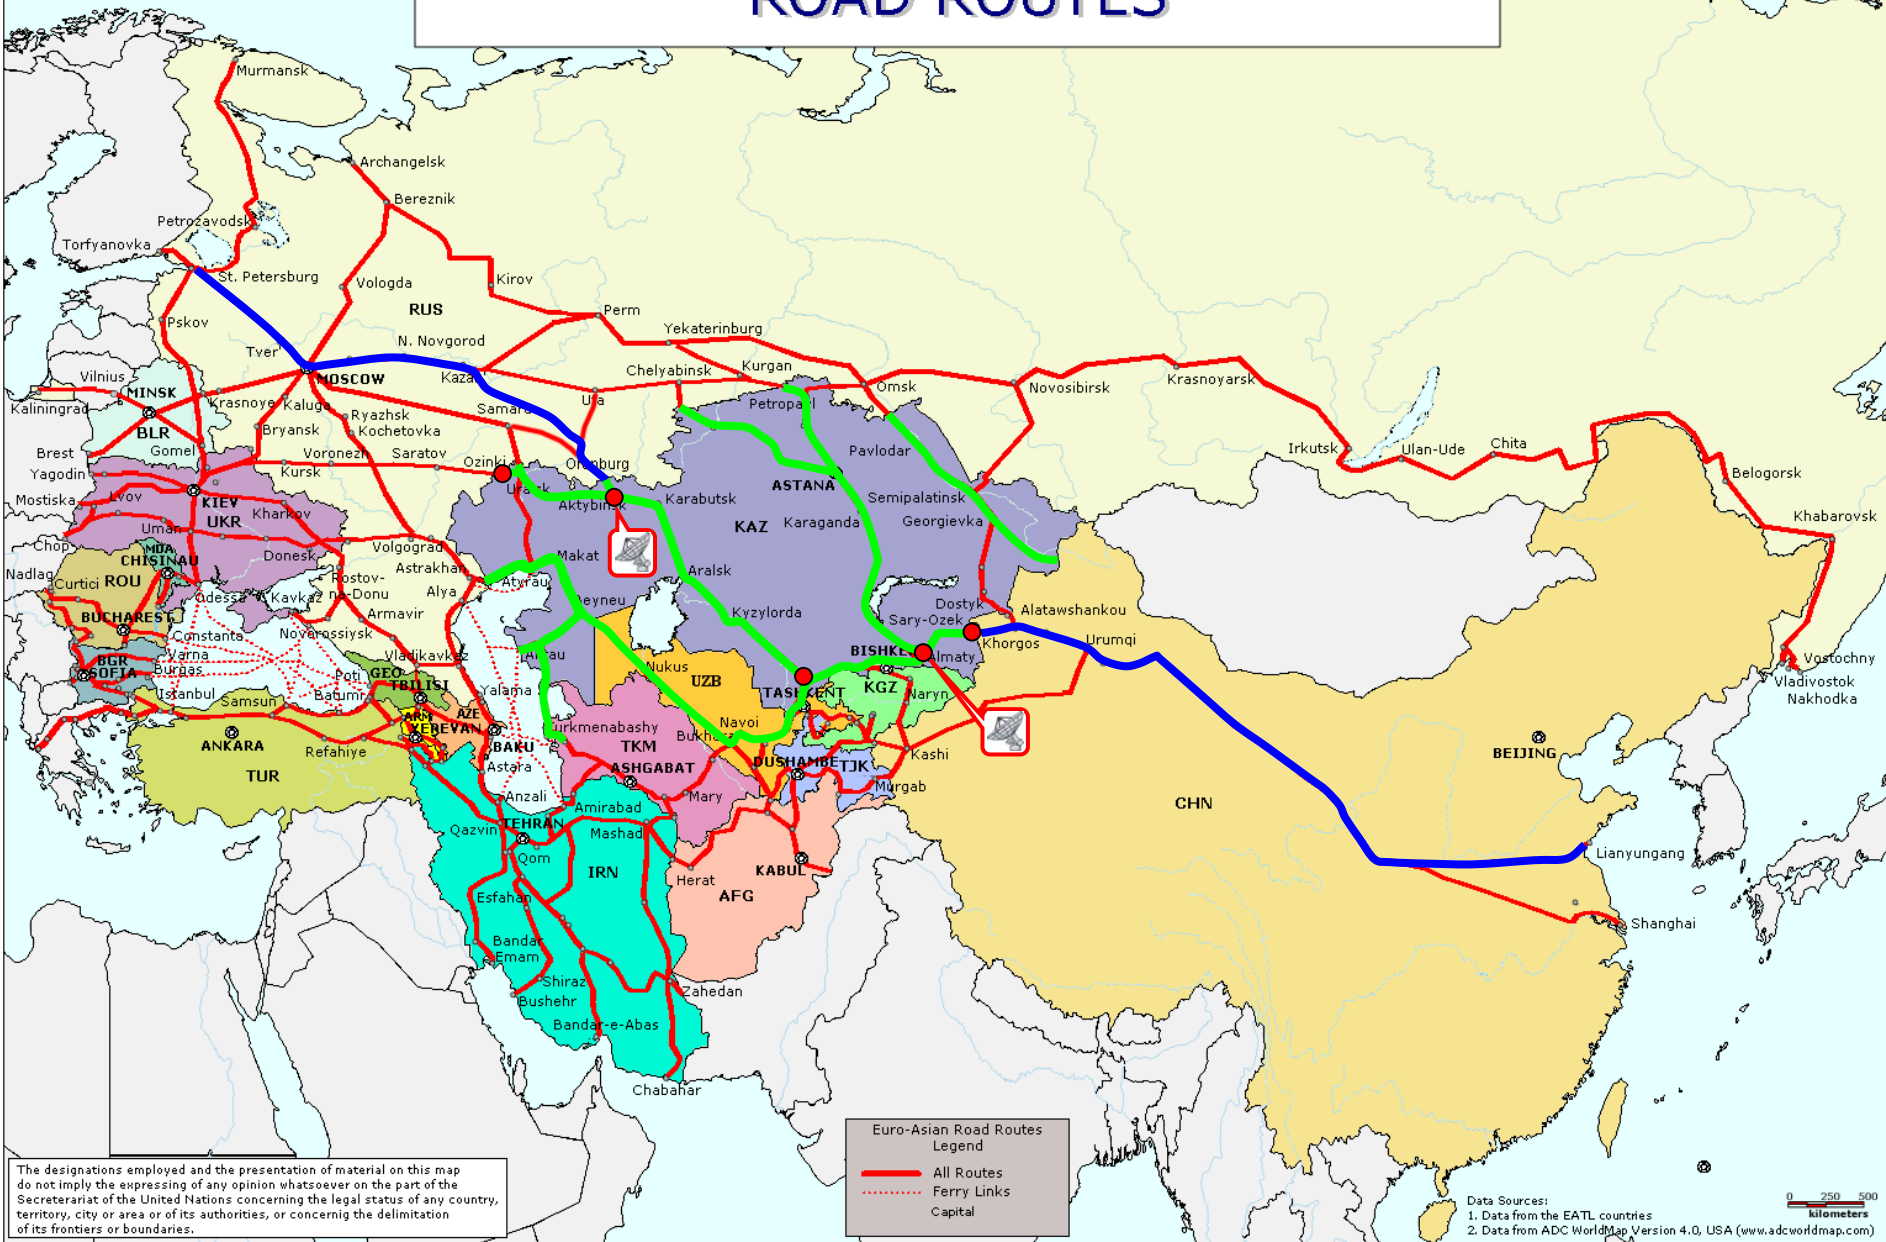 ROAD ROUTES
Murmansk
Archangelsk
Bereznik
Petrozavodsk
Torfyanovka
St. Petersburg
Vologda
Kirov
RUS
Perm
Pskov
Yekaterinburg
Tver
N. Novgorod
Chelyabinsk
Kurgan
Vilnius
MINSK
MOSCOW
Kazan
Omsk
Novosibirsk
Krasnoyarsk
Kaliningrad
Krasnoye
Kaluga
Ryazhsk
Samara
Ufa
Petropavl
BLR
Bryansk
Kochetovka
Brest
Gomel
Voronezh
Saratov
Pavlodar
Irkutsk
Ulan-Ude
Chita
Yagodin
Kursk
Ozinki
Orenburg
Belogorsk
Mostiska
Lvov
KIEV
Uralsk
ASTANA
Semipalatinsk
Kharkov
Aktybinsk
Karabutsk
UKR
Uman
KAZ
Karaganda
Georgievka
Khabarovsk
Chop
MDA
CHISINAU
Donesk
Volgograd
Makat
Nadlag
Curtici
ROU
Astrakhan
Rostov-
na-Donu
Atyrau
Aralsk
Odessa
Kavkaz
Alya
Beyneu
Kyzylorda
Dostyk
Alatawshankou
BUCHAREST
Armavir
Sary-Ozek
Constanta
Novorossiysk
Khorgos
Urumqi
BGR
SOFIA
Varna
Burgas
Vladikavkaz
Aktau
BISHKEK
Almaty
Vostochny
Vladivostok
Nakhodka
GEO
TBILISI
Poti
Batumi
Yalama
Nukus
UZB
TASHKENT
KGZ
Naryn
Istanbul
Samsun
ARM
YEREVAN
AZE
Turkmenabashy
Navoi
Bukhara
ANKARA
Refahiye
BAKU
TKM
ASHGABAT
DUSHAMBE
TJK
Kashi
BEIJING
TUR
Astara
Anzali
Amirabad
Mary
Murgab
CHN
Qazvin
TEHRAN
Mashad
Qom
IRN
Herat
KABUL
Lianyungang
Esfahan
AFG
Shanghai
Bandar
Emam
Shiraz
Bushehr
Zahedan
Bandar-e-Abas
Chabahar
Euro-Asian Road Routes
Legend
All Routes
Ferry Links
Capital
The designations employed and the presentation of material on this map
do not imply the expressing of any opinion whatsoever on the part of the
Secreterariat of the United Nations concerning the legal status of any country,
territory, city or area or of its authorities, or concernig the delimitation
of its frontiers or boundaries.
Data Sources:
1. Data from the EATL countries
2. Data from ADC WorldMap Version 4.0, USA (www.adcworldmap.com)
0 250 500
kilometers